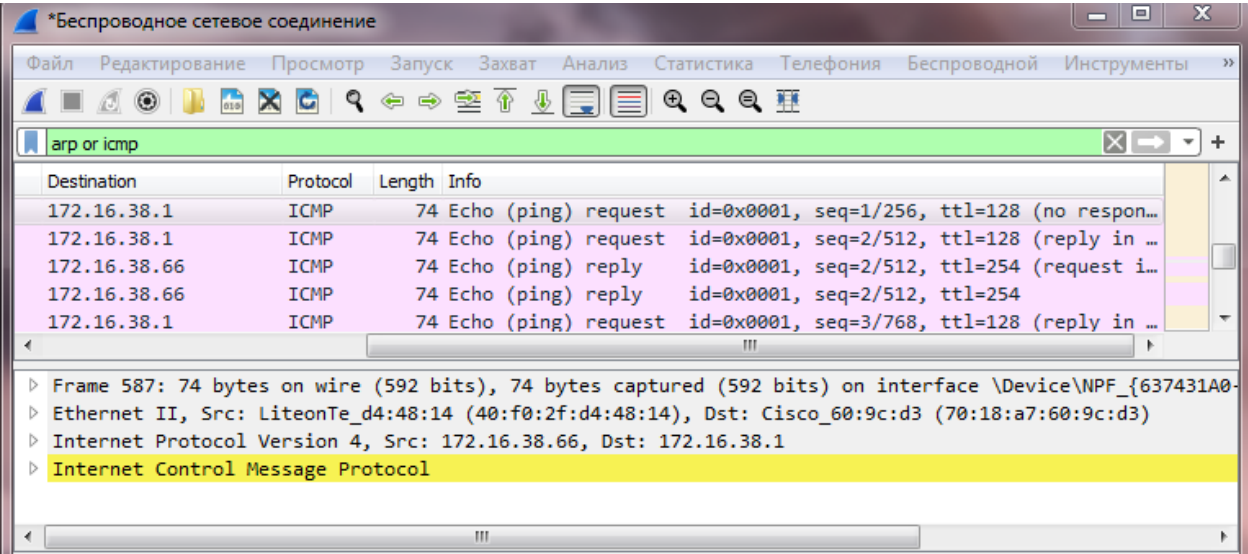 *Беспроводное сетевое соединение
Файл Редактирование Просмотр Запуск Захват Анализ Статистика Телефония Беспроводной Инструменты »
arp or icmp
Destination Protocol Length Info
172.16.38.1 ICMP 74 Echo (ping) request id=0x0001, seq=1/256, ttl=128 (no respon…
172.16.38.1 ICMP 74 Echo (ping) request id=0x0001, seq=2/512, ttl=128 (reply in …
172.16.38.66 ICMP 74 Echo (ping) reply id=0x0001, seq=2/512, ttl=254 (request i…
172.16.38.66 ICMP 74 Echo (ping) reply id=0x0001, seq=2/512, ttl=254
172.16.38.1 ICMP 74 Echo (ping) request id=0x0001, seq=3/768, ttl=128 (reply in …
Frame 587: 74 bytes on wire (592 bits), 74 bytes captured (592 bits) on interface \Device\NPF_{637431A0-
Ethernet II, Src: LiteonTe_d4:48:14 (40:f0:2f:d4:48:14), Dst: Cisco_60:9c:d3 (70:18:a7:60:9c:d3)
Internet Protocol Version 4, Src: 172.16.38.66, Dst: 172.16.38.1
Internet Control Message Protocol